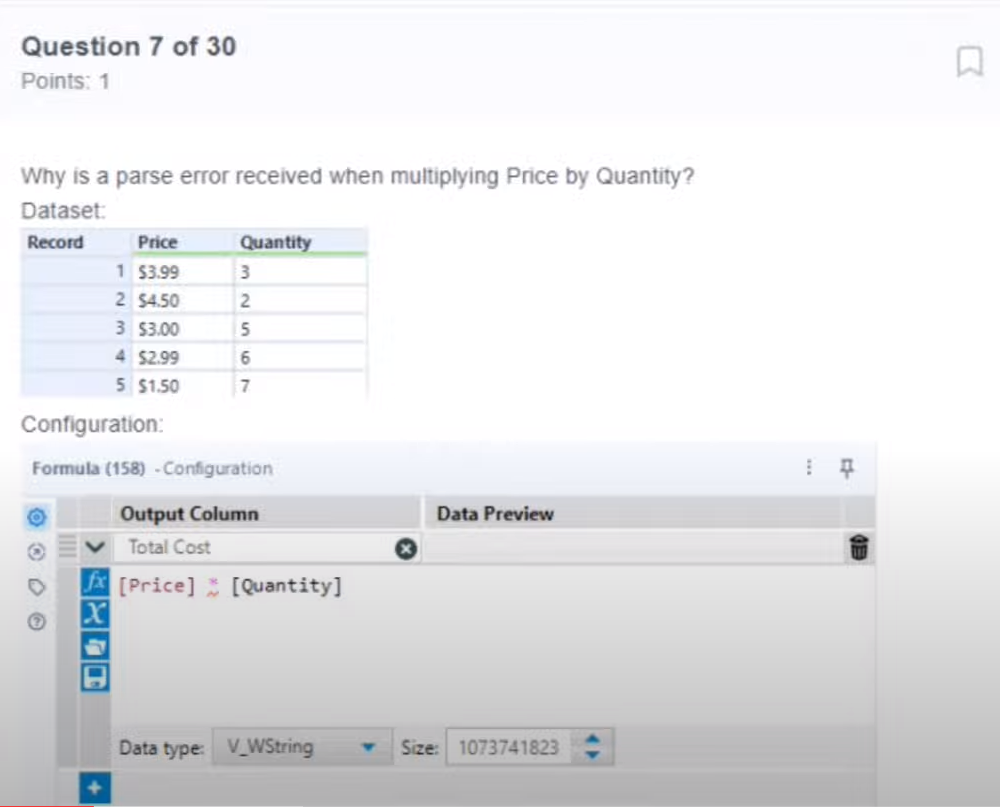 Question 7 of 30
Points: 1
Why is a parse error received when multiplying Price by Quantity?
Dataset:
Record Price Quantity
1 $3.99 3
2 $4.50 2
3 $3.00 5
4 $2.99 6
5 $1.50 7
Configuration:
Formula (158) - Configuration
Output Column Data Preview
Total Cost
fx [Price] * [Quantity]
X
Data type: V_WString Size: 1073741823